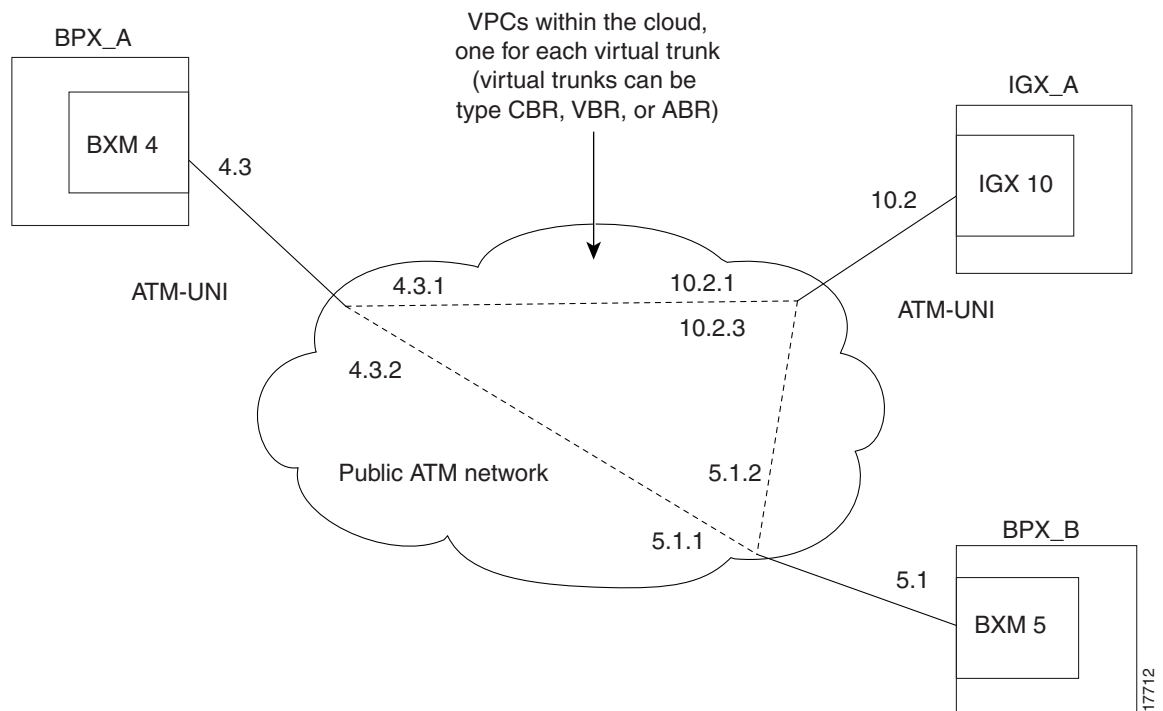 VPCs within the cloud,
one for each virtual trunk
(virtual trunks can be
type CBR, VBR, or ABR)
BPX_A
BXM 4
4.3
IGX_A
IGX 10
10.2
ATM-UNI
4.3.1
10.2.1
10.2.3
ATM-UNI
4.3.2
Public ATM network
5.1.2
5.1.1
BPX_B
5.1
BXM 5
17712